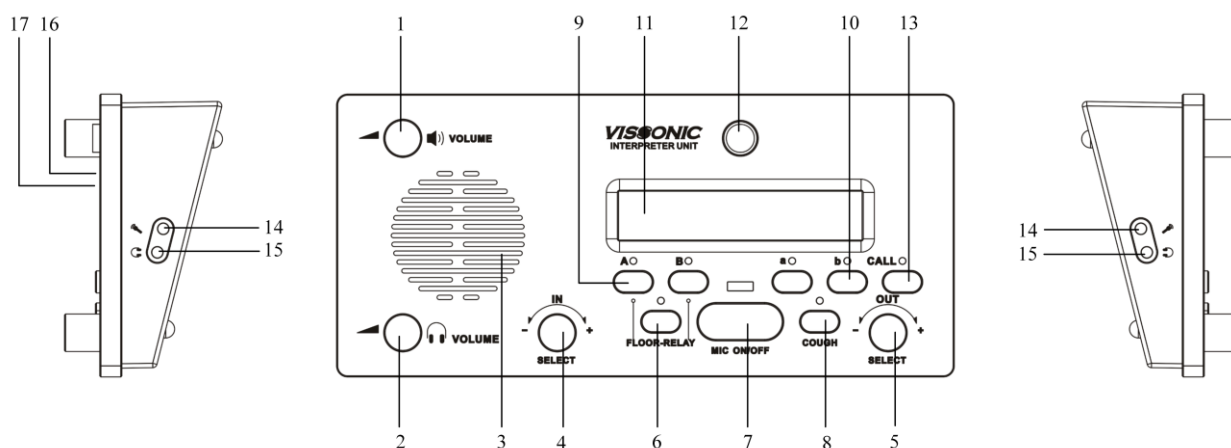 17 16 1 9 11 12 10 13
VISSONIC
INTERPRETER UNIT
VOLUME
14
15
A B a b CALL
IN OUT
- + - +
VOLUME
FLOOR-RELAY MIC ON/OFF COUGH
SELECT SELECT
14
15
2 3 4 6 7 8 5